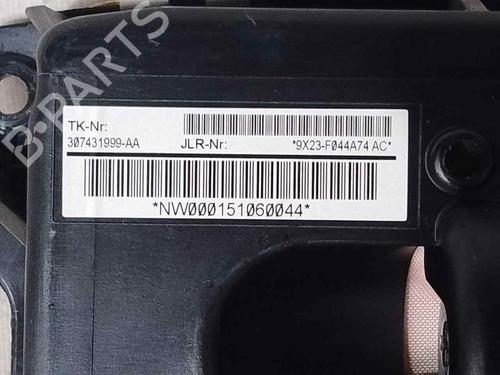 TK-Nr:
307431999-AA JLR-Nr: *9X23-F044A74 AC*
*NW000151060044*
B-PARTS